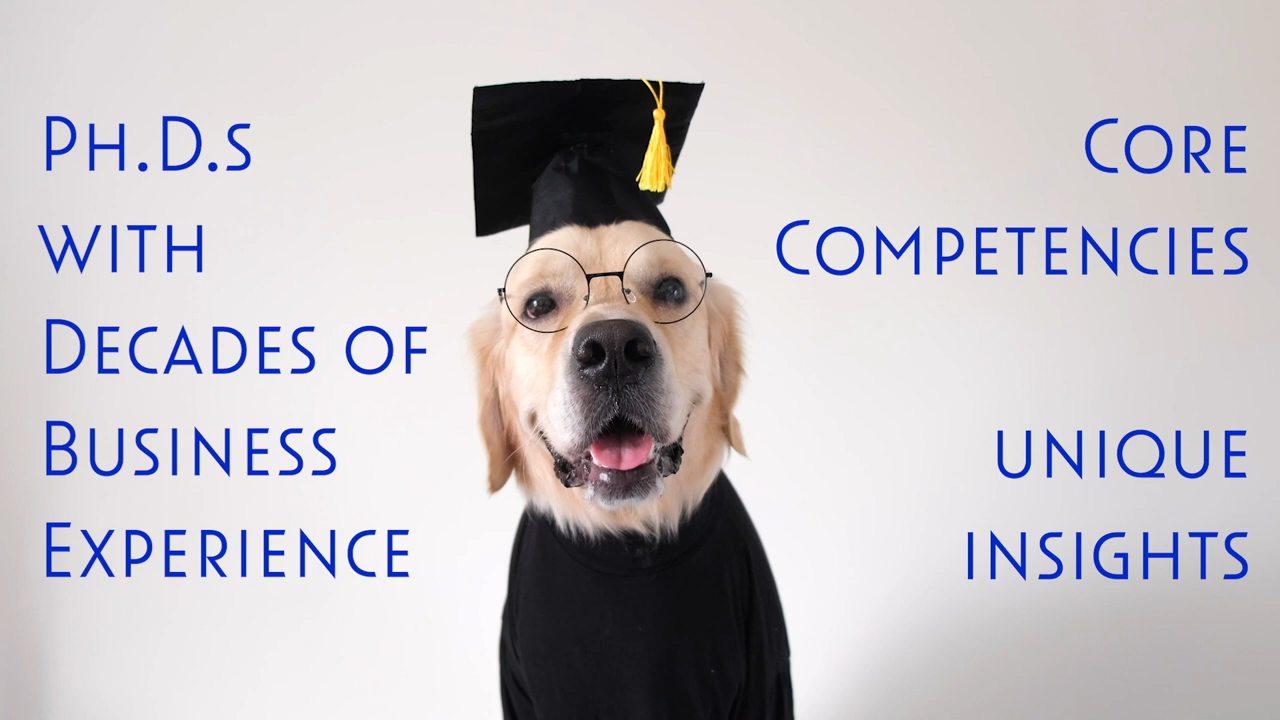 Ph.D.s
with
Decades of
Business
Experience
Core
Competencies
unique
insights